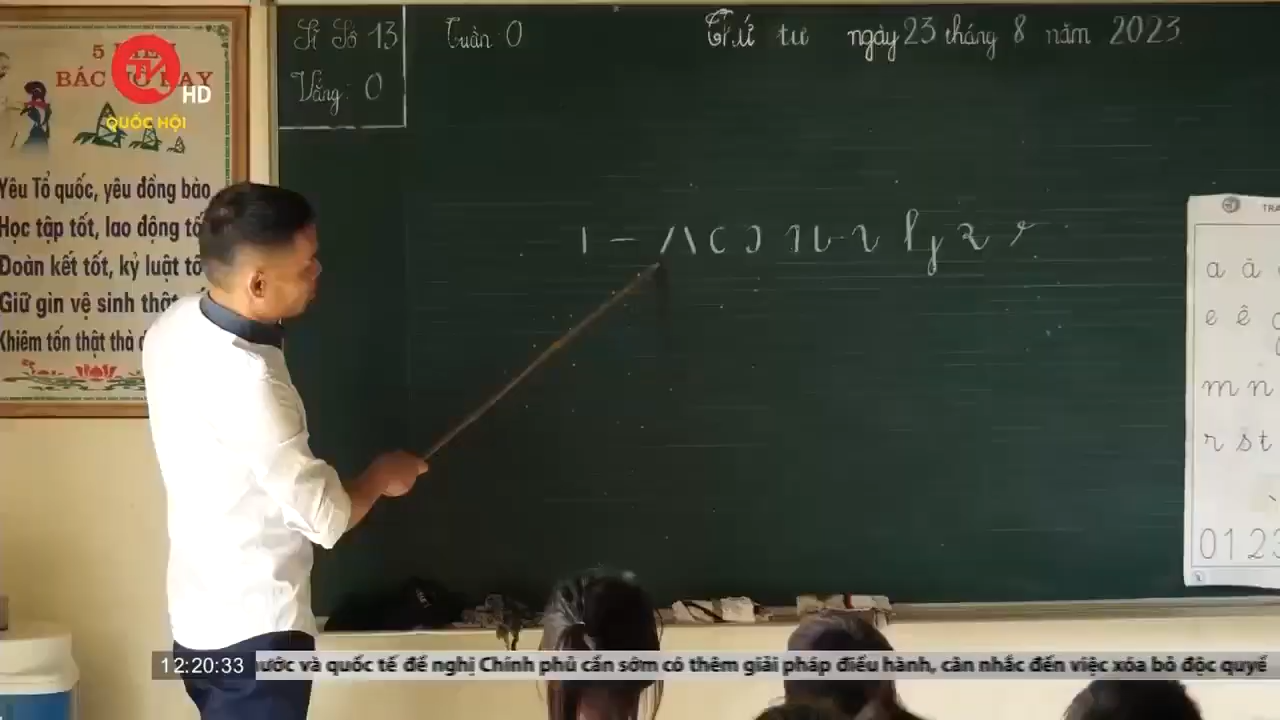 5 ĐIỀU
BÁC HỒ DẠY
HD
QUỐC HỘI
Yêu Tổ quốc, yêu đồng bào
Học tập tốt, lao động tố
Đoàn kết tốt, kỷ luật tố
Giữ gìn vệ sinh thật
Khiêm tốn thật thà
Sĩ Số 13
Vắng: 0
Tuần: 0
Thứ tư ngày 23 tháng 8 năm 2023
a ă
e ê
m n
r s t
0 1 2 3
12:20:33
ước và quốc tế đề nghị Chính phủ cần sớm có thêm giải pháp điều hành, cân nhắc đến việc xóa bỏ độc quyề